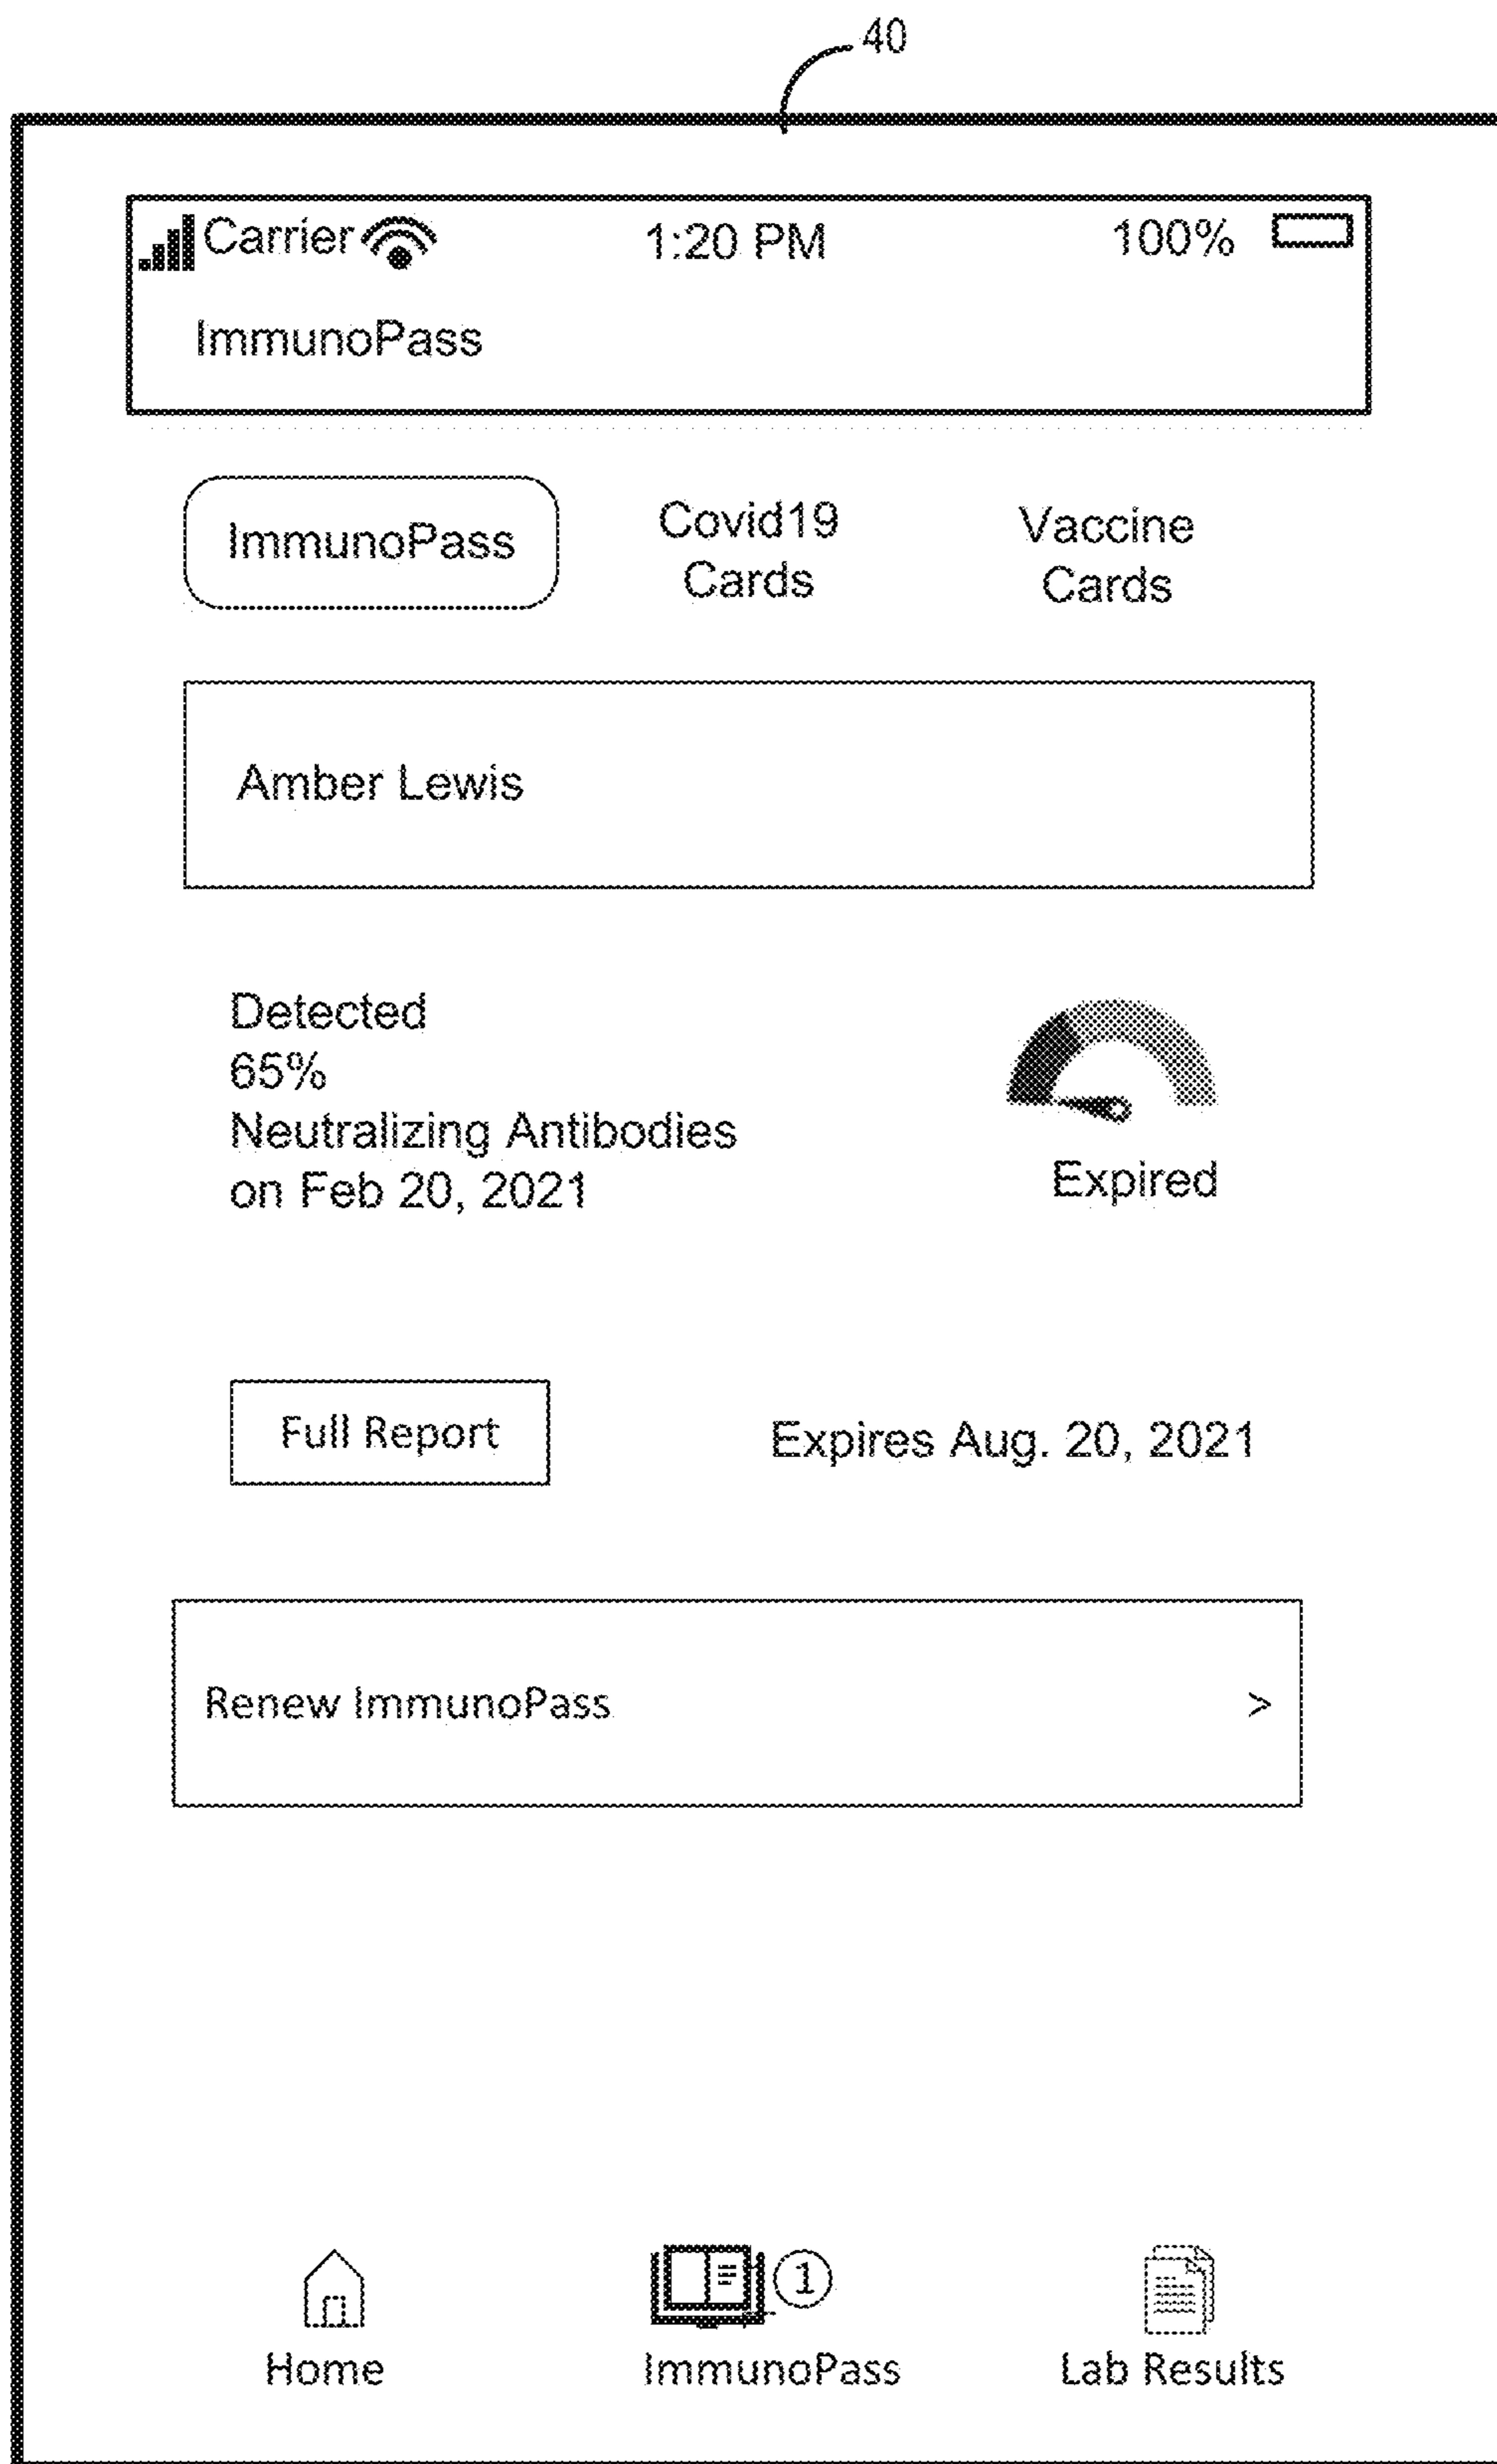 40
Carrier 1:20 PM 100%
ImmunoPass
ImmunoPass
Covid19
Cards
Vaccine
Cards
Amber Lewis
Detected
65%
Neutralizing Antibodies
on Feb 20, 2021
Expired
Full Report
Expires Aug. 20, 2021
Renew ImmunoPass >
1
Home
ImmunoPass
Lab Results